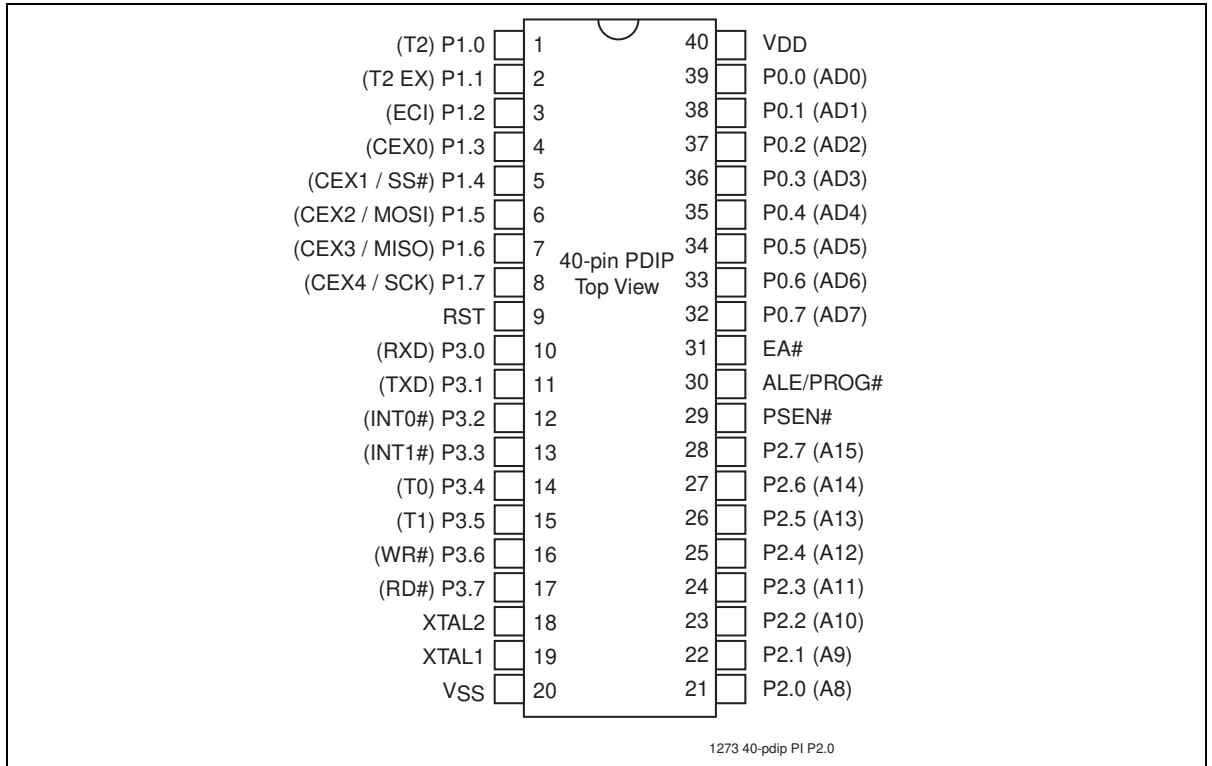 (T2) P1.0 1 40 VDD
(T2 EX) P1.1 2 39 P0.0 (AD0)
(ECI) P1.2 3 38 P0.1 (AD1)
(CEX0) P1.3 4 37 P0.2 (AD2)
(CEX1 / SS#) P1.4 5 36 P0.3 (AD3)
(CEX2 / MOSI) P1.5 6 35 P0.4 (AD4)
(CEX3 / MISO) P1.6 7 34 P0.5 (AD5)
40-pin PDIP
(CEX4 / SCK) P1.7 8 33 P0.6 (AD6)
Top View
RST 9 32 P0.7 (AD7)
(RXD) P3.0 10 31 EA#
(TXD) P3.1 11 30 ALE/PROG#
(INT0#) P3.2 12 29 PSEN#
(INT1#) P3.3 13 28 P2.7 (A15)
(T0) P3.4 14 27 P2.6 (A14)
(T1) P3.5 15 26 P2.5 (A13)
(WR#) P3.6 16 25 P2.4 (A12)
(RD#) P3.7 17 24 P2.3 (A11)
XTAL2 18 23 P2.2 (A10)
XTAL1 19 22 P2.1 (A9)
VSS 20 21 P2.0 (A8)
1273 40-pdip PI P2.0